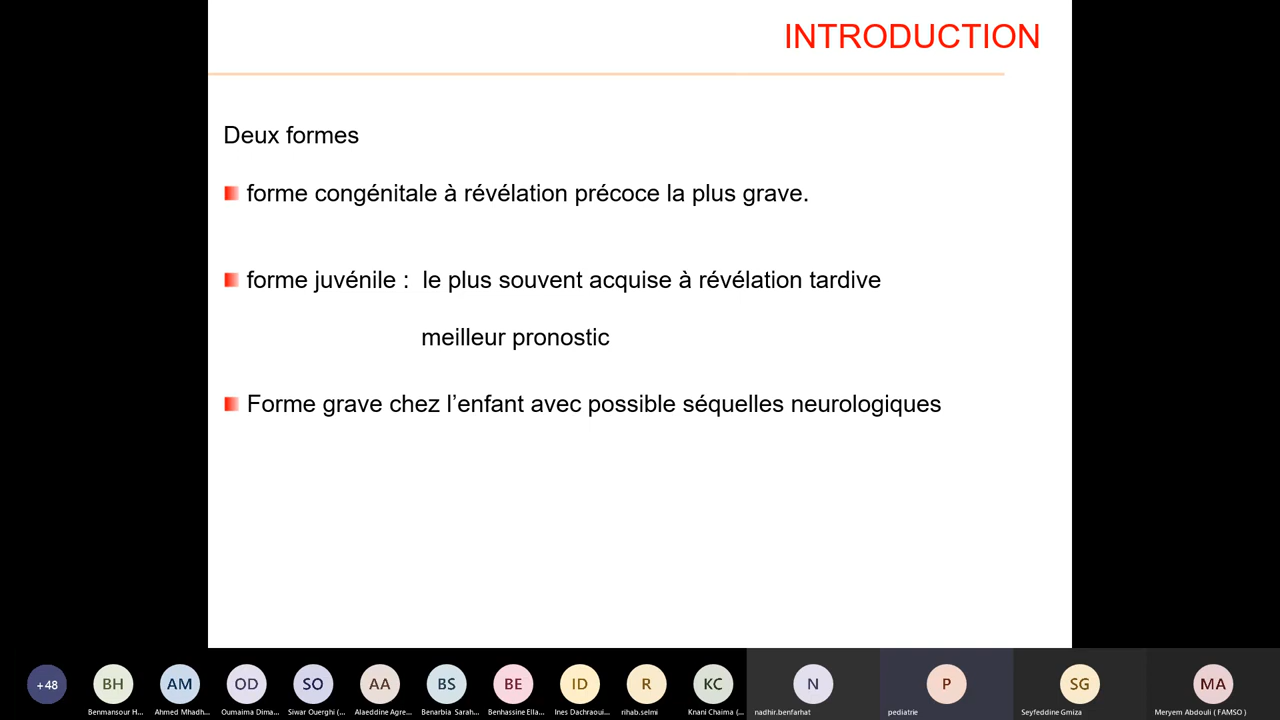 INTRODUCTION
Deux formes
forme congénitale à révélation précoce la plus grave.
forme juvénile : le plus souvent acquise à révélation tardive
meilleur pronostic
Forme grave chez l’enfant avec possible séquelles neurologiques
+48 BH AM OD SO AA BS BE ID R KC N P SG MA
Benmansour H... Ahmed Mhadh... Oumaima Dima... Siwar Ouerghi (... Alaeddine Agre... Benarbia Sarah... Benhassine Ella... Ines Dachraoui... rihab.selmi Knani Chaima (... nadhir.benfarhat pediatrie Seyfeddine Gmiza Meryem Abdouli ( FAMSO )